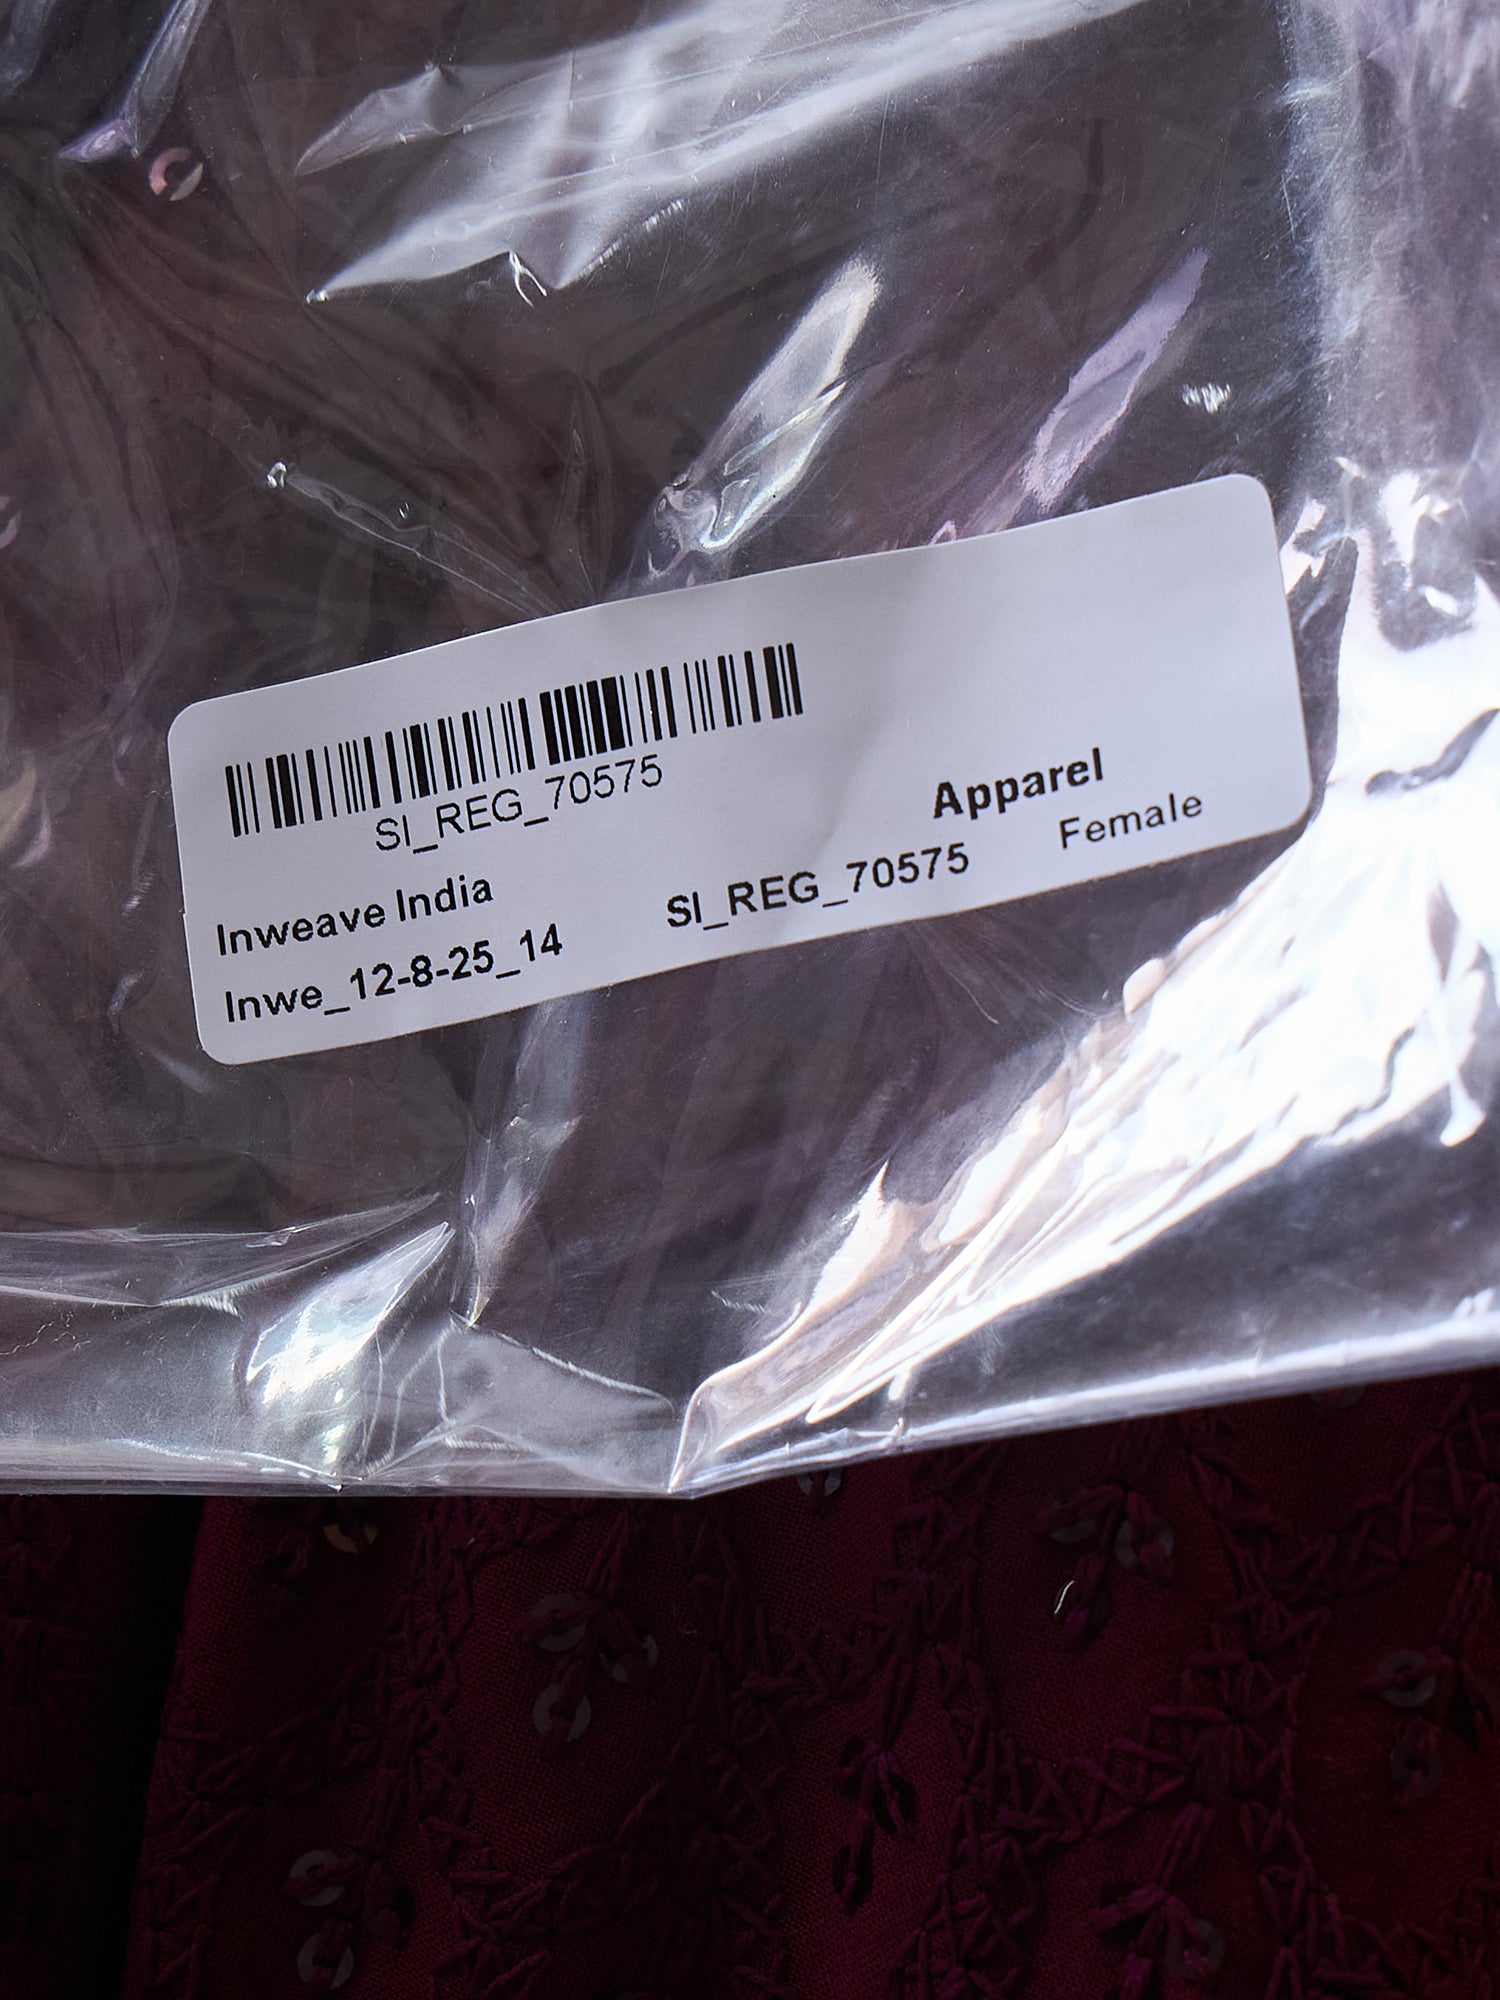 SI_REG_70575
Apparel
Inweave India
SI_REG_70575
Female
Inwe_12-8-25_14